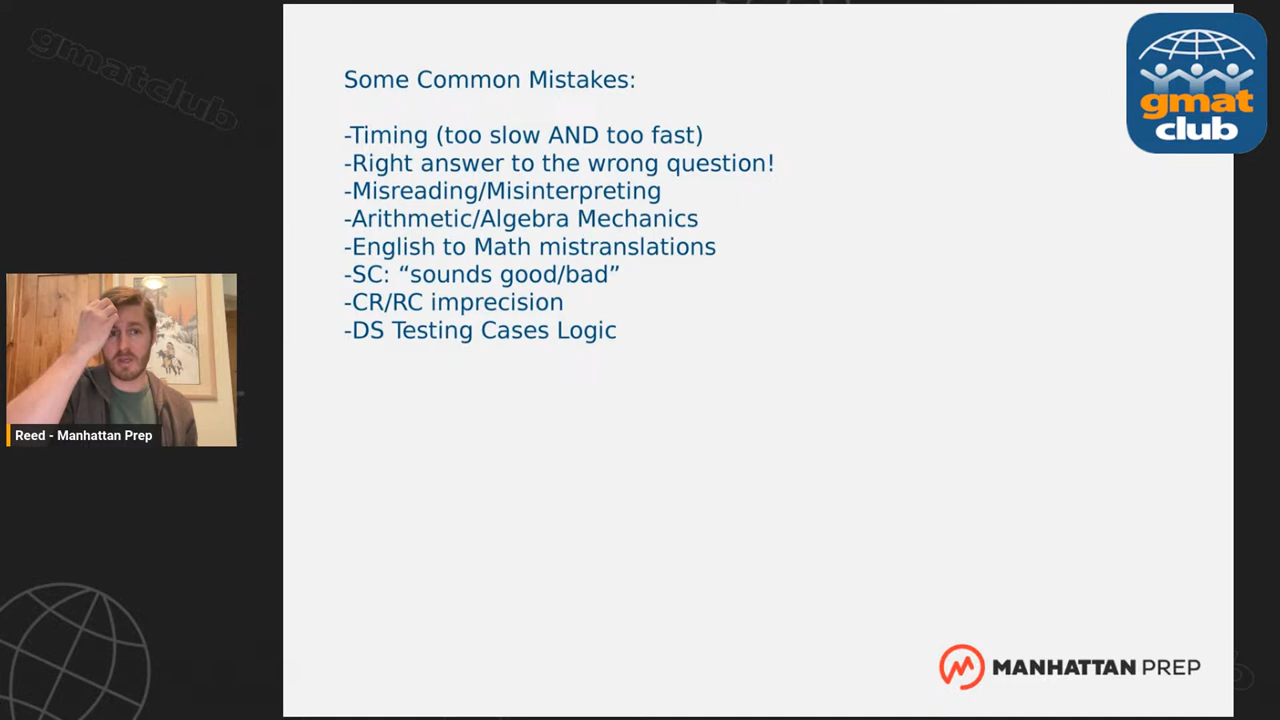 gmatclub
Some Common Mistakes:
-Timing (too slow AND too fast)
-Right answer to the wrong question!
-Misreading/Misinterpreting
-Arithmetic/Algebra Mechanics
-English to Math mistranslations
-SC: “sounds good/bad”
-CR/RC imprecision
-DS Testing Cases Logic
gmat
club
Reed - Manhattan Prep
MANHATTAN PREP